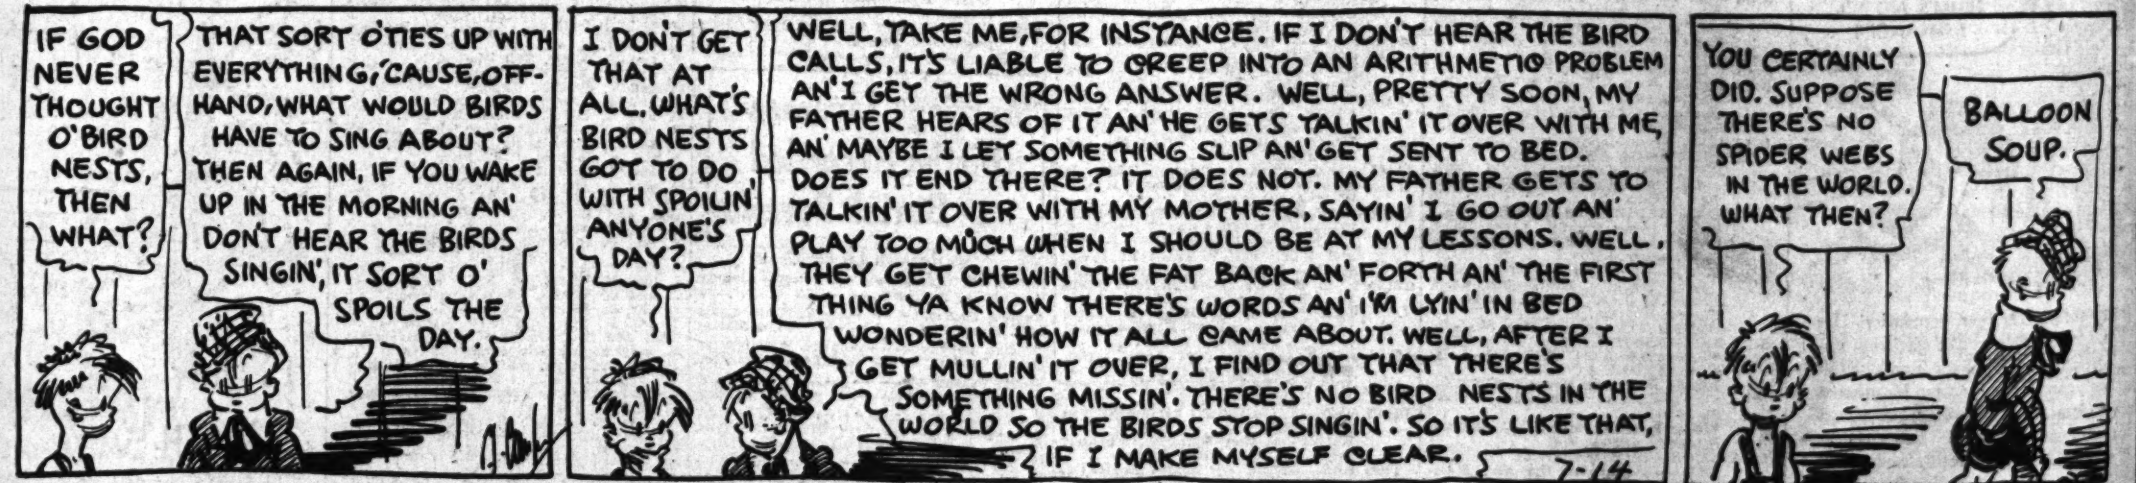 IF GOD
NEVER
THOUGHT
O' BIRD
NESTS,
THEN
WHAT?
THAT SORT O' TIES UP WITH
EVERYTHING, 'CAUSE, OFF-
HAND, WHAT WOULD BIRDS
HAVE TO SING ABOUT?
THEN AGAIN, IF YOU WAKE
UP IN THE MORNING AN'
DON'T HEAR THE BIRDS
SINGIN', IT SORT O'
SPOILS THE
DAY.
I DON'T GET
THAT AT
ALL. WHAT'S
BIRD NESTS
GOT TO DO
WITH SPOILIN'
ANYONE'S
DAY?
WELL, TAKE ME, FOR INSTANCE. IF I DON'T HEAR THE BIRD
CALLS, IT'S LIABLE TO CREEP INTO AN ARITHMETIC PROBLEM
AN' I GET THE WRONG ANSWER. WELL, PRETTY SOON, MY
FATHER HEARS OF IT AN' HE GETS TALKIN' IT OVER WITH ME,
AN' MAYBE I LET SOMETHING SLIP AN' GET SENT TO BED.
DOES IT END THERE? IT DOES NOT. MY FATHER GETS TO
TALKIN' IT OVER WITH MY MOTHER, SAYIN' I GO OUT AN'
PLAY TOO MUCH WHEN I SHOULD BE AT MY LESSONS. WELL,
THEY GET CHEWIN' THE FAT BACK AN' FORTH AN' THE FIRST
THING YA KNOW THERE'S WORDS AN' I'M LYIN' IN BED
WONDERIN' HOW IT ALL CAME ABOUT. WELL, AFTER I
GET MULLIN' IT OVER, I FIND OUT THAT THERE'S
SOMETHING MISSIN'. THERE'S NO BIRD NESTS IN THE
WORLD SO THE BIRDS STOP SINGIN'. SO IT'S LIKE THAT,
IF I MAKE MYSELF CLEAR.
7-14
YOU CERTAINLY
DID. SUPPOSE
THERE'S NO
SPIDER WEBS
IN THE WORLD.
WHAT THEN?
BALLOON
SOUP.